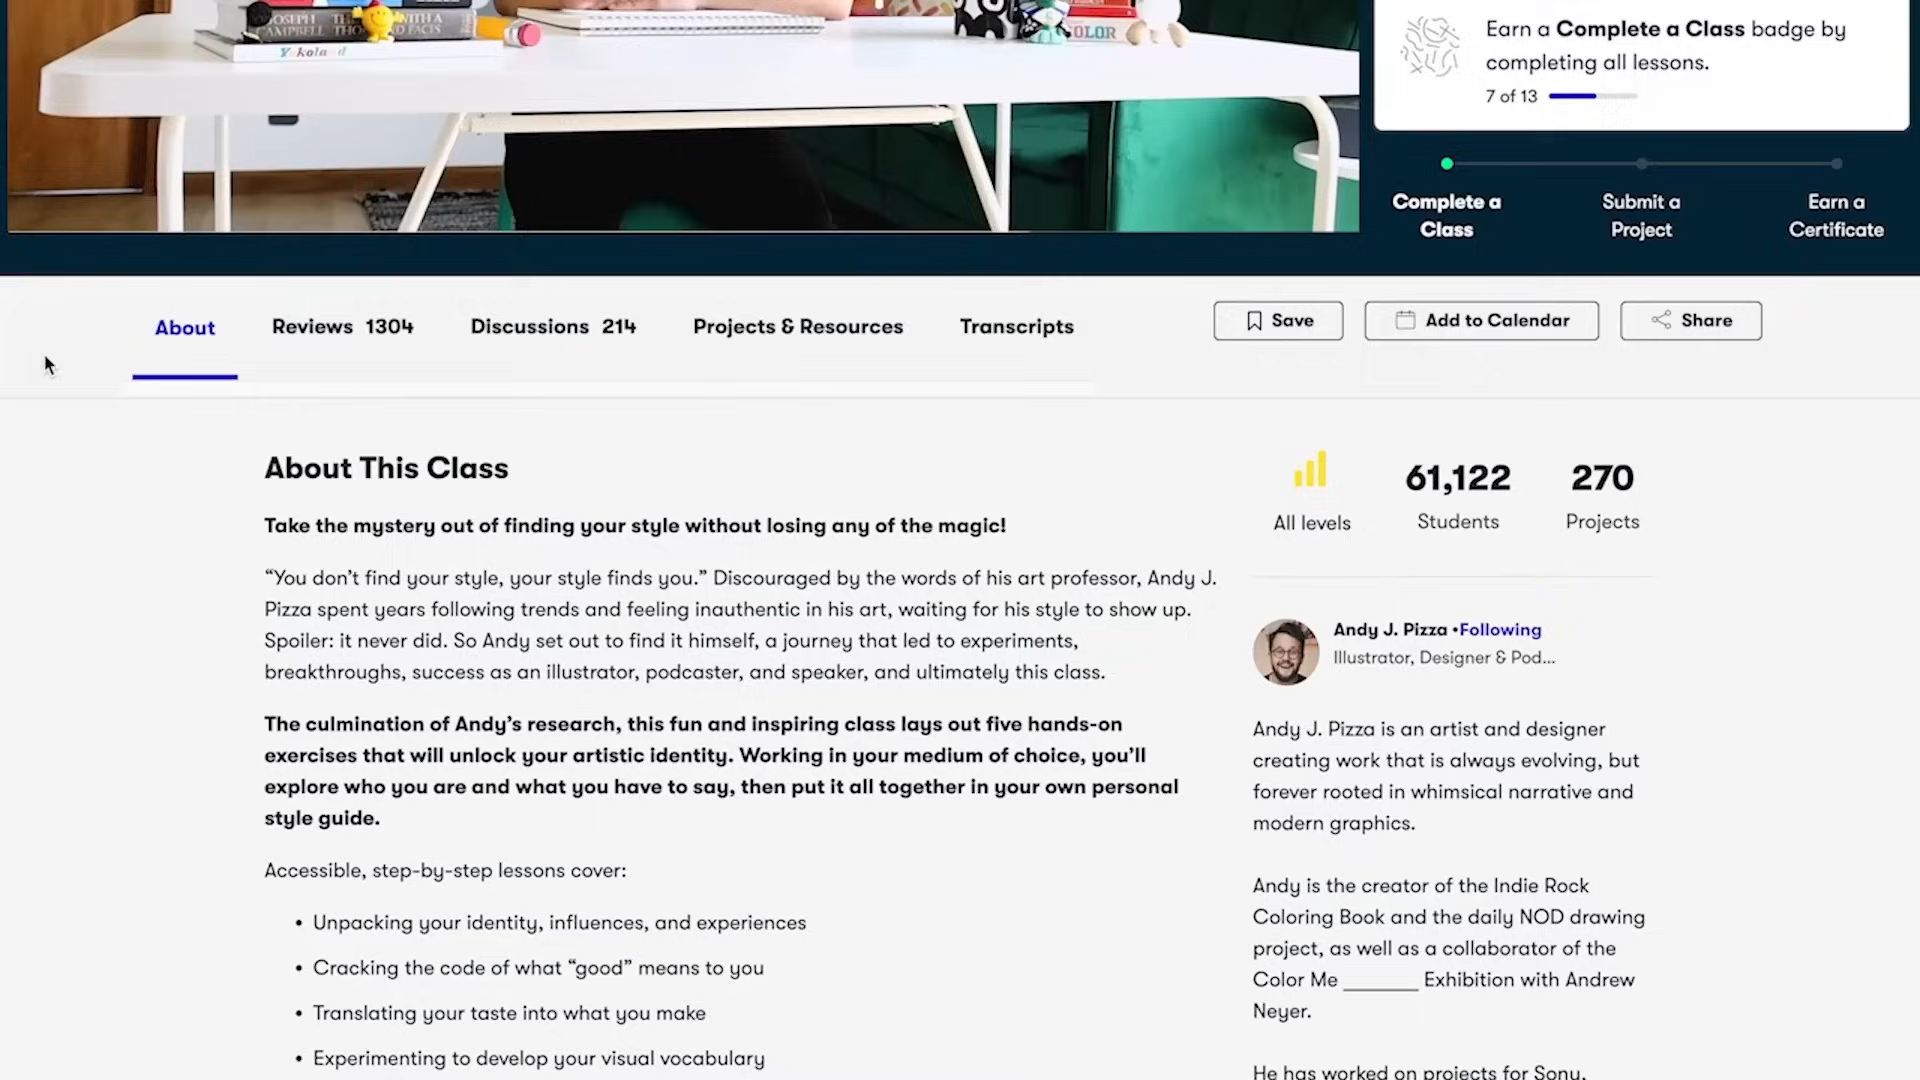 JOSEPH
CAMPBELL
WITH A
Earn a Complete a Class badge by
completing all lessons.
7 of 13
Complete a
Class
Submit a
Project
Earn a
Certificate
About
Reviews 1304
Discussions 214
Projects & Resources
Transcripts
Save
Add to Calendar
Share
About This Class
Take the mystery out of finding your style without losing any of the magic!
“You don’t find your style, your style finds you.” Discouraged by the words of his art professor, Andy J.
Pizza spent years following trends and feeling inauthentic in his art, waiting for his style to show up.
Spoiler: it never did. So Andy set out to find it himself, a journey that led to experiments,
breakthroughs, success as an illustrator, podcaster, and speaker, and ultimately this class.
The culmination of Andy’s research, this fun and inspiring class lays out five hands-on
exercises that will unlock your artistic identity. Working in your medium of choice, you’ll
explore who you are and what you have to say, then put it all together in your own personal
style guide.
Accessible, step-by-step lessons cover:
• Unpacking your identity, influences, and experiences
• Cracking the code of what “good” means to you
• Translating your taste into what you make
• Experimenting to develop your visual vocabulary
All levels
61,122
Students
270
Projects
Andy J. Pizza •Following
Illustrator, Designer & Pod...
Andy J. Pizza is an artist and designer
creating work that is always evolving, but
forever rooted in whimsical narrative and
modern graphics.
Andy is the creator of the Indie Rock
Coloring Book and the daily NOD drawing
project, as well as a collaborator of the
Color Me _______ Exhibition with Andrew
Neyer.
He has worked on projects for Sony,